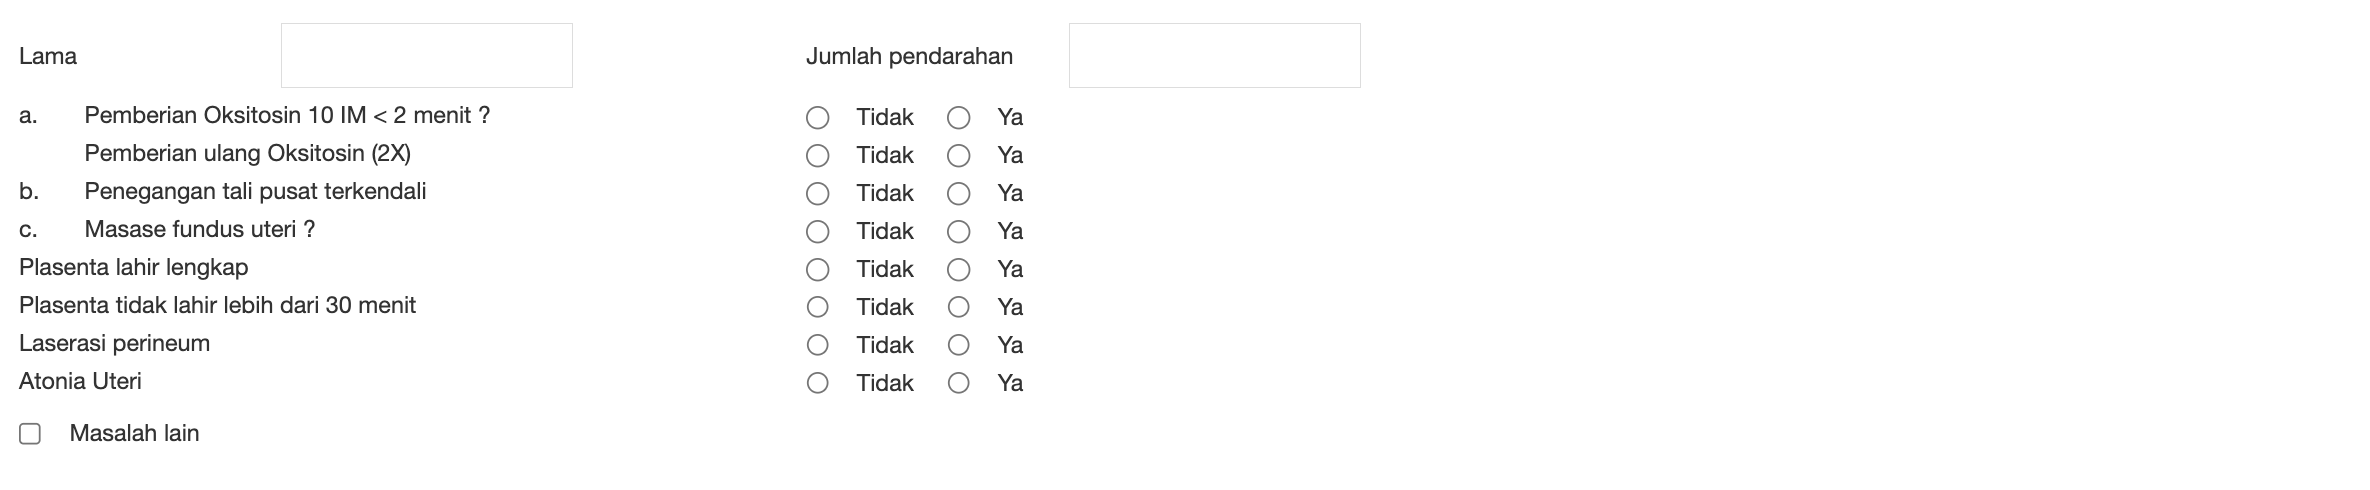 Lama Jumlah pendarahan
a. Pemberian Oksitosin 10 IM < 2 menit ? Tidak Ya
Pemberian ulang Oksitosin (2X) Tidak Ya
b. Penegangan tali pusat terkendali Tidak Ya
c. Masase fundus uteri ? Tidak Ya
Plasenta lahir lengkap Tidak Ya
Plasenta tidak lahir lebih dari 30 menit Tidak Ya
Laserasi perineum Tidak Ya
Atonia Uteri Tidak Ya
Masalah lain